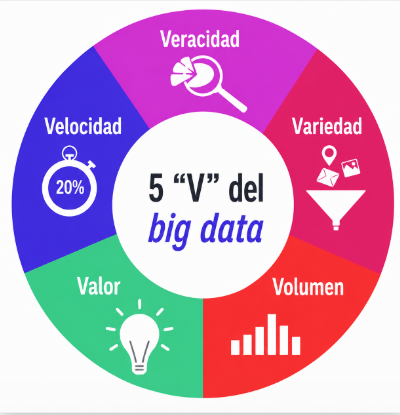 Veracidad
Velocidad
Variedad
20%
5 “V” del
big data
Valor
Volumen